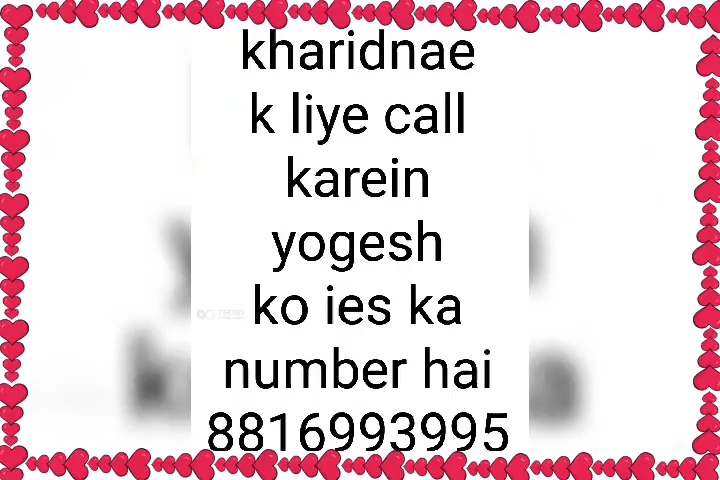 kharidnae
k liye call
karein
yogesh
ko ies ka
number hai
8816993995